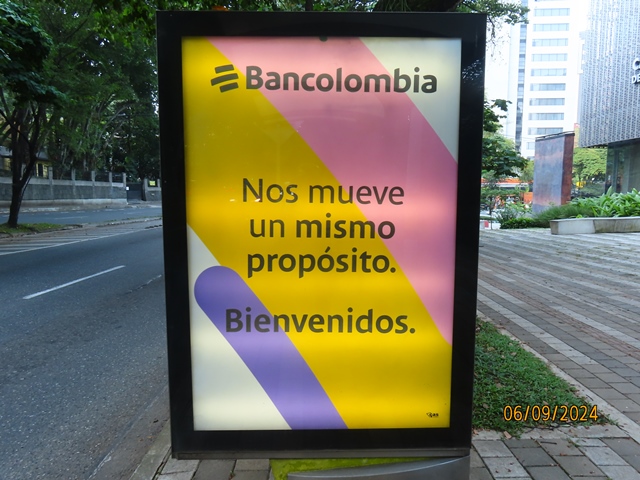 Bancolombia
Nos mueve
un mismo
propósito.
Bienvenidos.
06/09/2024